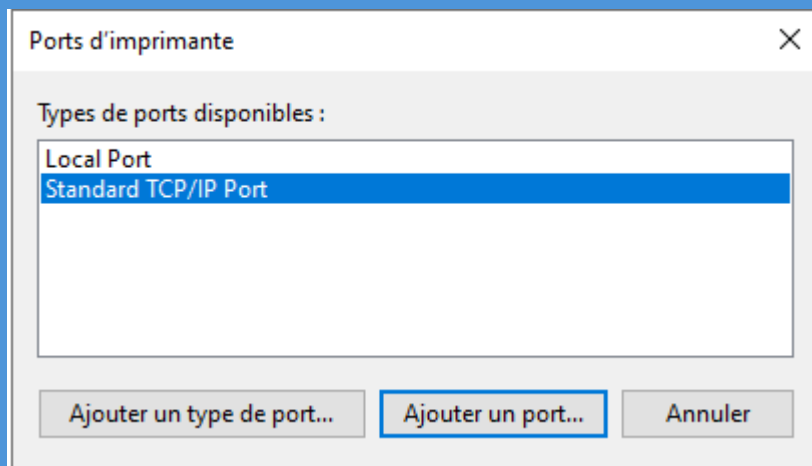 Ports d’imprimante
Types de ports disponibles :
Local Port
Standard TCP/IP Port
Ajouter un type de port... Ajouter un port... Annuler